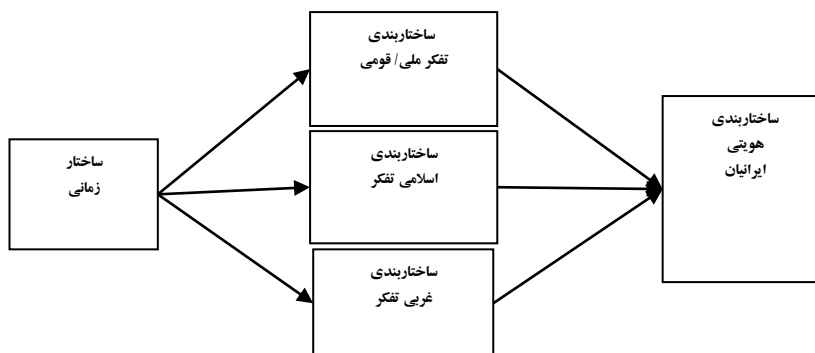 ساختاربندی
تفکر ملی/ قومی
ساختاربندی
هویتی
ایرانیان
ساختار
زمانی
ساختاربندی
اسلامی تفکر
ساختاربندی
غربی تفکر